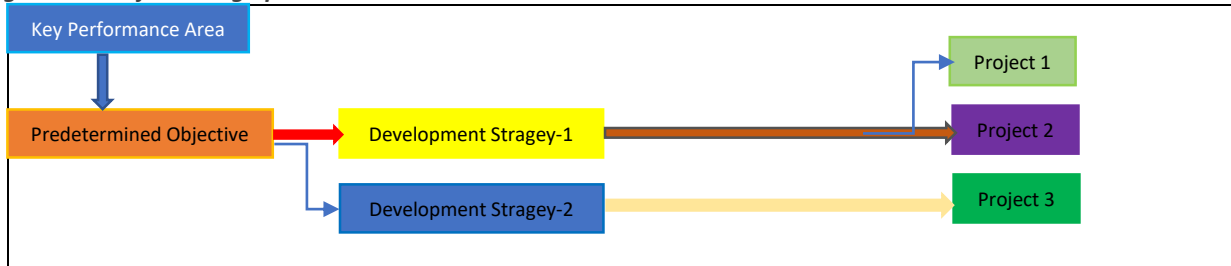 Key Performance Area
Project 1
Predetermined Objective
Development Stragey-1
Project 2
Development Stragey-2
Project 3